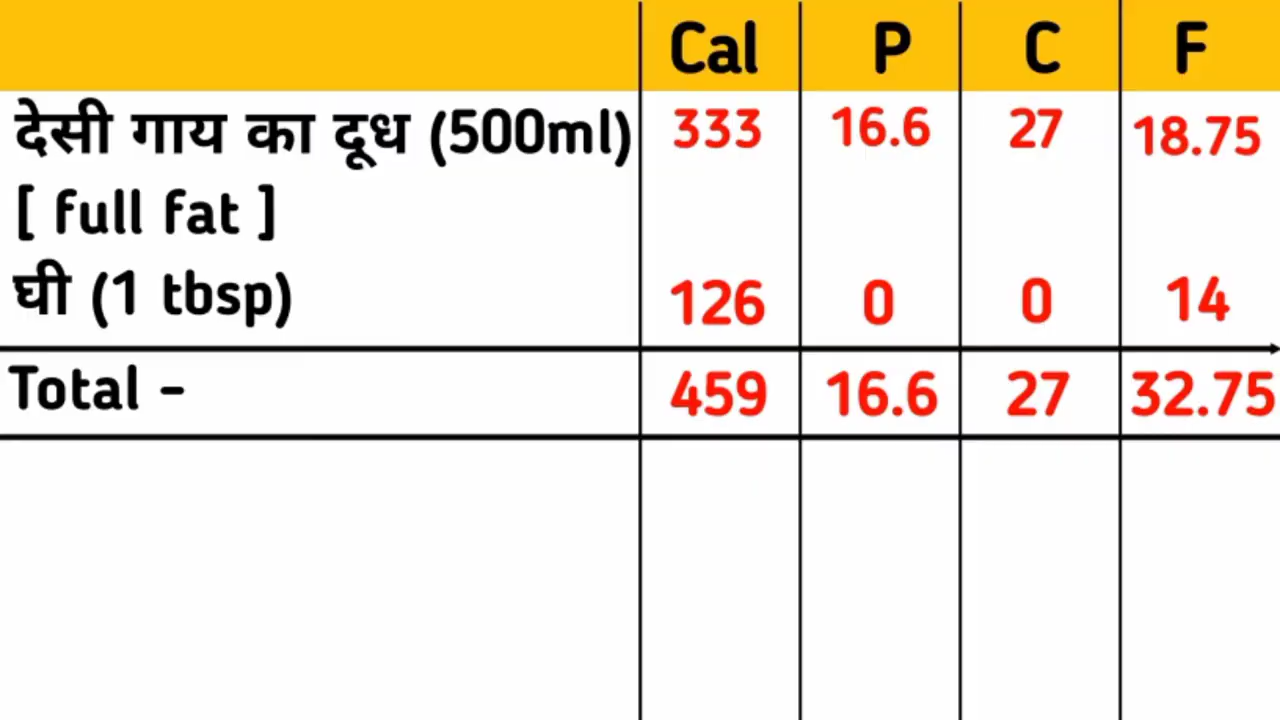 Cal P C F
देसी गाय का दूध (500ml) 333 16.6 27 18.75
[ full fat ]
घी (1 tbsp) 126 0 0 14
Total - 459 16.6 27 32.75